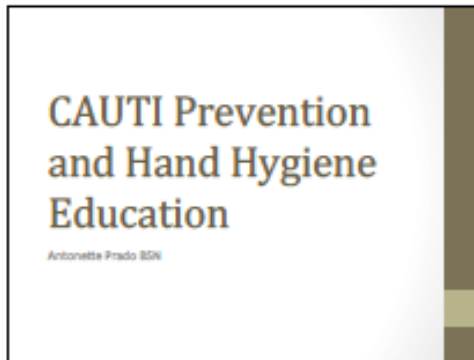 CAUTI Prevention
and Hand Hygiene
Education
Antonette Prado BSN